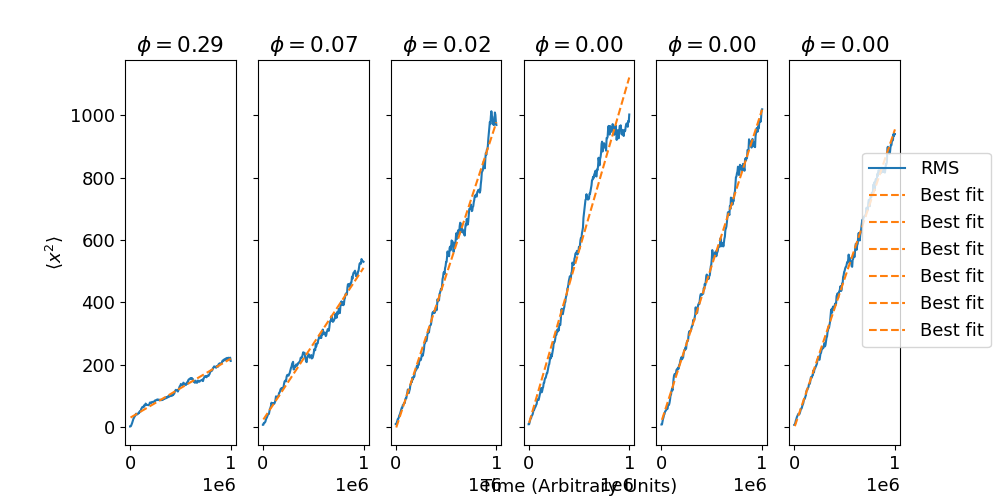 ϕ = 0.29 ϕ = 0.07 ϕ = 0.02 ϕ = 0.00 ϕ = 0.00 ϕ = 0.00
1000
800
600
400
200
0
⟨x²⟩
RMS
Best fit
Best fit
Best fit
Best fit
Best fit
Best fit
0 1 0 1 0 1 0 1 0 1 0 1
1e6 1e6 1e6 1e6 1e6 1e6
Time (Arbitrary Units)